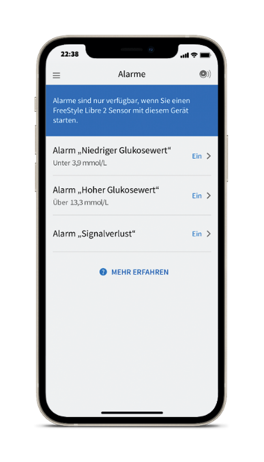 22:38
Alarme
Alarme sind nur verfügbar, wenn Sie einen
FreeStyle Libre 2 Sensor mit diesem Gerät
starten.
Alarm „Niedriger Glukosewert“
Unter 3,9 mmol/L
Ein
Alarm „Hoher Glukosewert“
Über 13,3 mmol/L
Ein
Alarm „Signalverlust“
Ein
? MEHR ERFAHREN